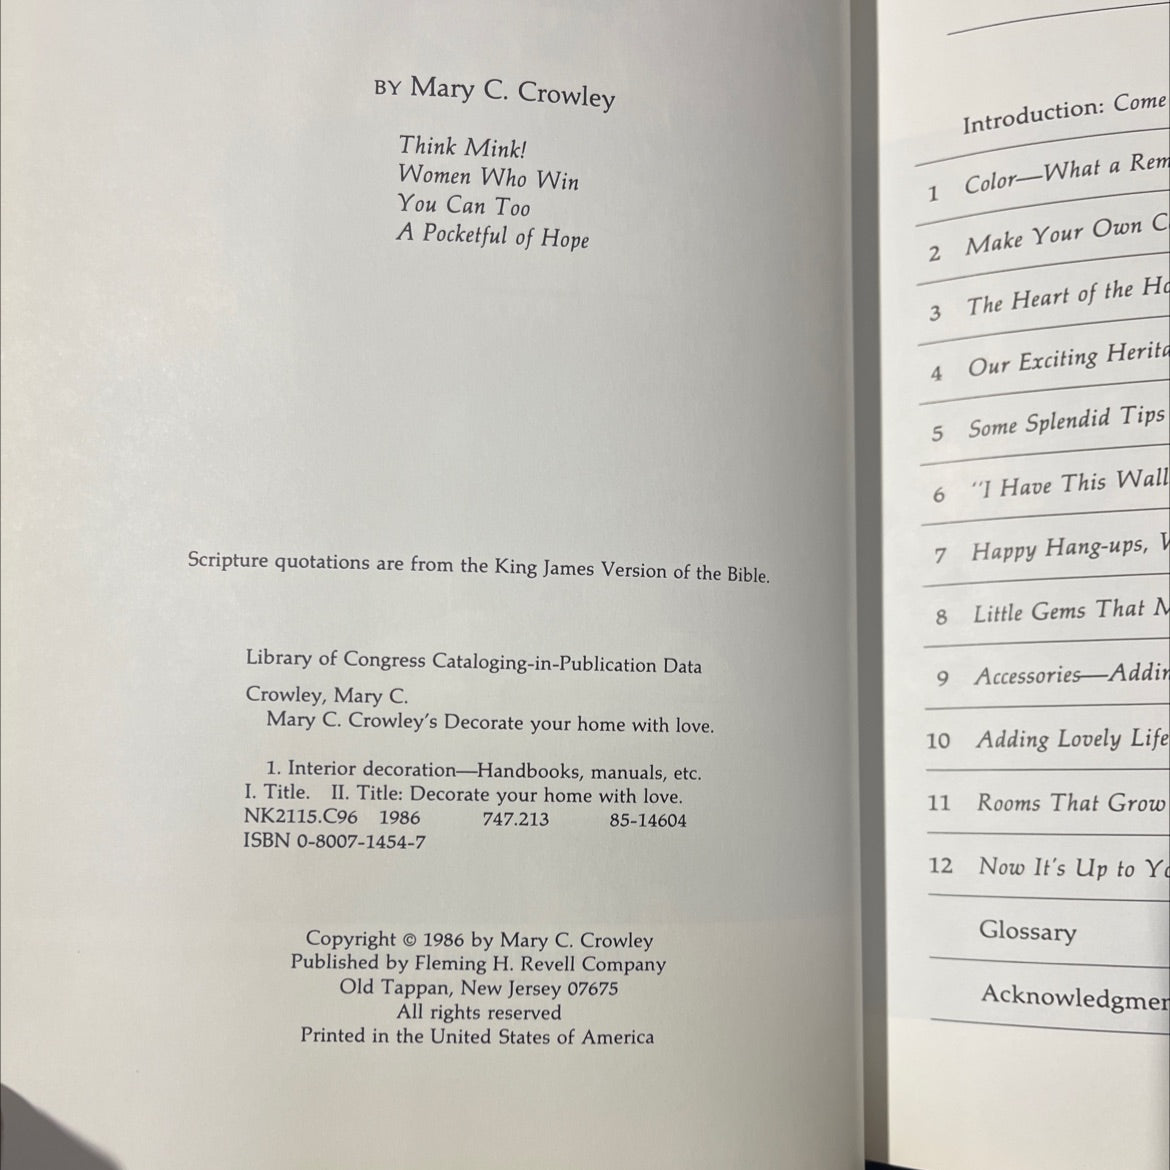 BY Mary C. Crowley
Think Mink!
Women Who Win
You Can Too
A Pocketful of Hope
Scripture quotations are from the King James Version of the Bible.
Library of Congress Cataloging-in-Publication Data
Crowley, Mary C.
Mary C. Crowley's Decorate your home with love.
1. Interior decoration—Handbooks, manuals, etc.
I. Title. II. Title: Decorate your home with love.
NK2115.C96 1986 747.213 85-14604
ISBN 0-8007-1454-7
Copyright © 1986 by Mary C. Crowley
Published by Fleming H. Revell Company
Old Tappan, New Jersey 07675
All rights reserved
Printed in the United States of America
Introduction: Come
1 Color—What a Rem
2 Make Your Own C
3 The Heart of the Ho
4 Our Exciting Herita
5 Some Splendid Tips
6 "I Have This Wall
7 Happy Hang-ups,
8 Little Gems That M
9 Accessories—Addin
10 Adding Lovely Life
11 Rooms That Grow
12 Now It's Up to Yo
Glossary
Acknowledgmen